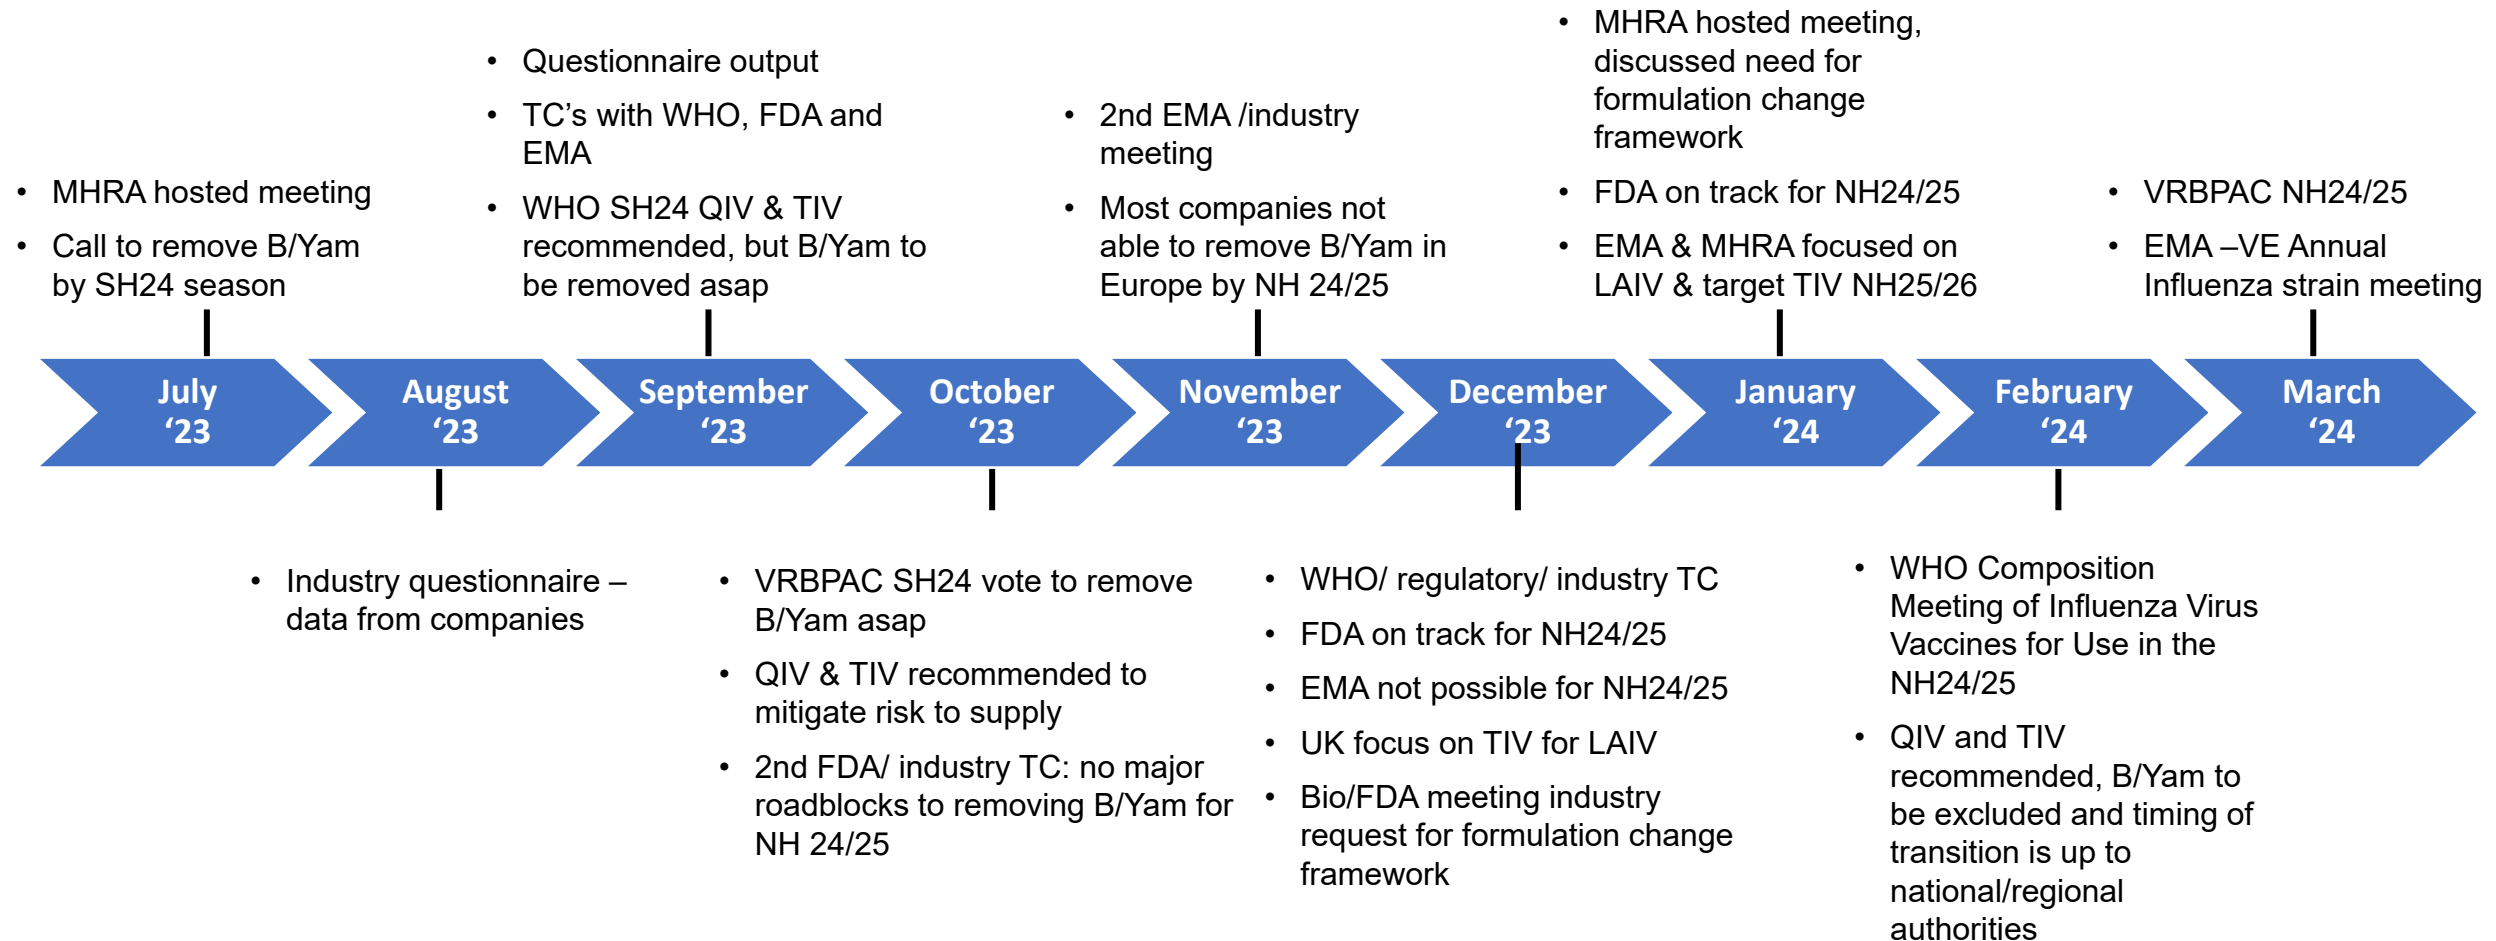 • MHRA hosted meeting
• Call to remove B/Yam
by SH24 season
• Questionnaire output
• TC’s with WHO, FDA and
EMA
• WHO SH24 QIV & TIV
recommended, but B/Yam to
be removed asap
• 2nd EMA /industry
meeting
• Most companies not
able to remove B/Yam in
Europe by NH 24/25
• MHRA hosted meeting,
discussed need for
formulation change
framework
• FDA on track for NH24/25
• EMA & MHRA focused on
LAIV & target TIV NH25/26
• VRBPAC NH24/25
• EMA –VE Annual
Influenza strain meeting
July
‘23
August
‘23
September
‘23
October
‘23
November
‘23
December
‘23
January
‘24
February
‘24
March
‘24
• Industry questionnaire –
data from companies
• VRBPAC SH24 vote to remove
B/Yam asap
• QIV & TIV recommended to
mitigate risk to supply
• 2nd FDA/ industry TC: no major
roadblocks to removing B/Yam for
NH 24/25
• WHO/ regulatory/ industry TC
• FDA on track for NH24/25
• EMA not possible for NH24/25
• UK focus on TIV for LAIV
• Bio/FDA meeting industry
request for formulation change
framework
• WHO Composition
Meeting of Influenza Virus
Vaccines for Use in the
NH24/25
• QIV and TIV
recommended, B/Yam to
be excluded and timing of
transition is up to
national/regional
authorities